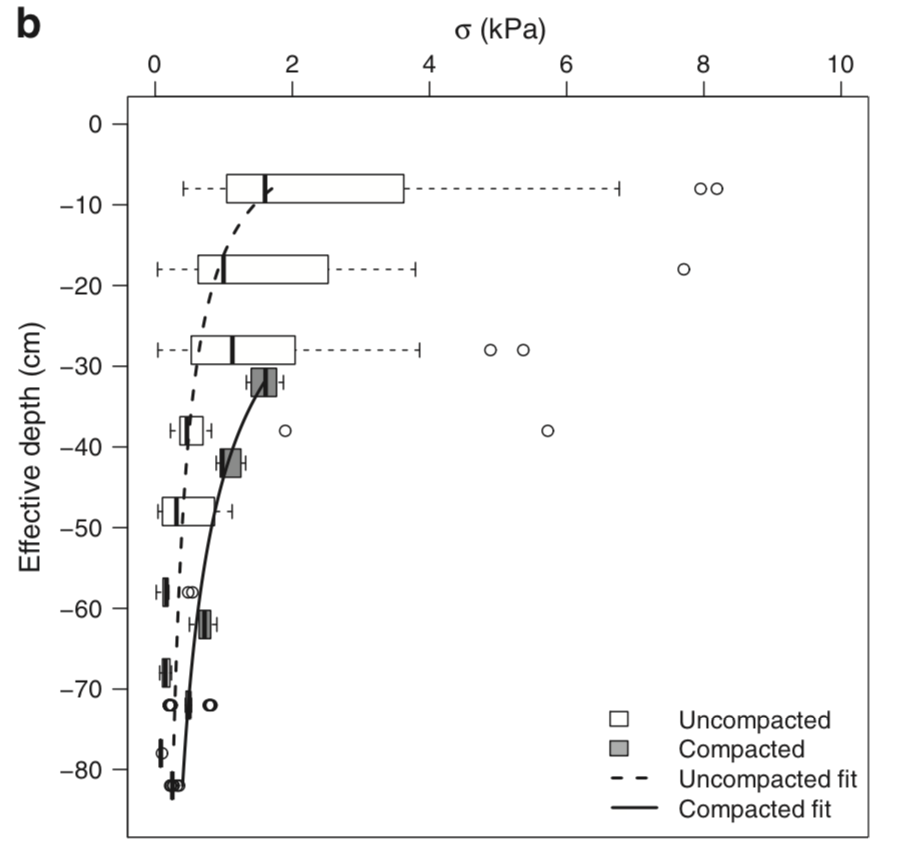 b
σ (kPa)
0 2 4 6 8 10
Effective depth (cm)
0
−10
−20
−30
−40
−50
−60
−70
−80
Uncompacted
Compacted
Uncompacted fit
Compacted fit